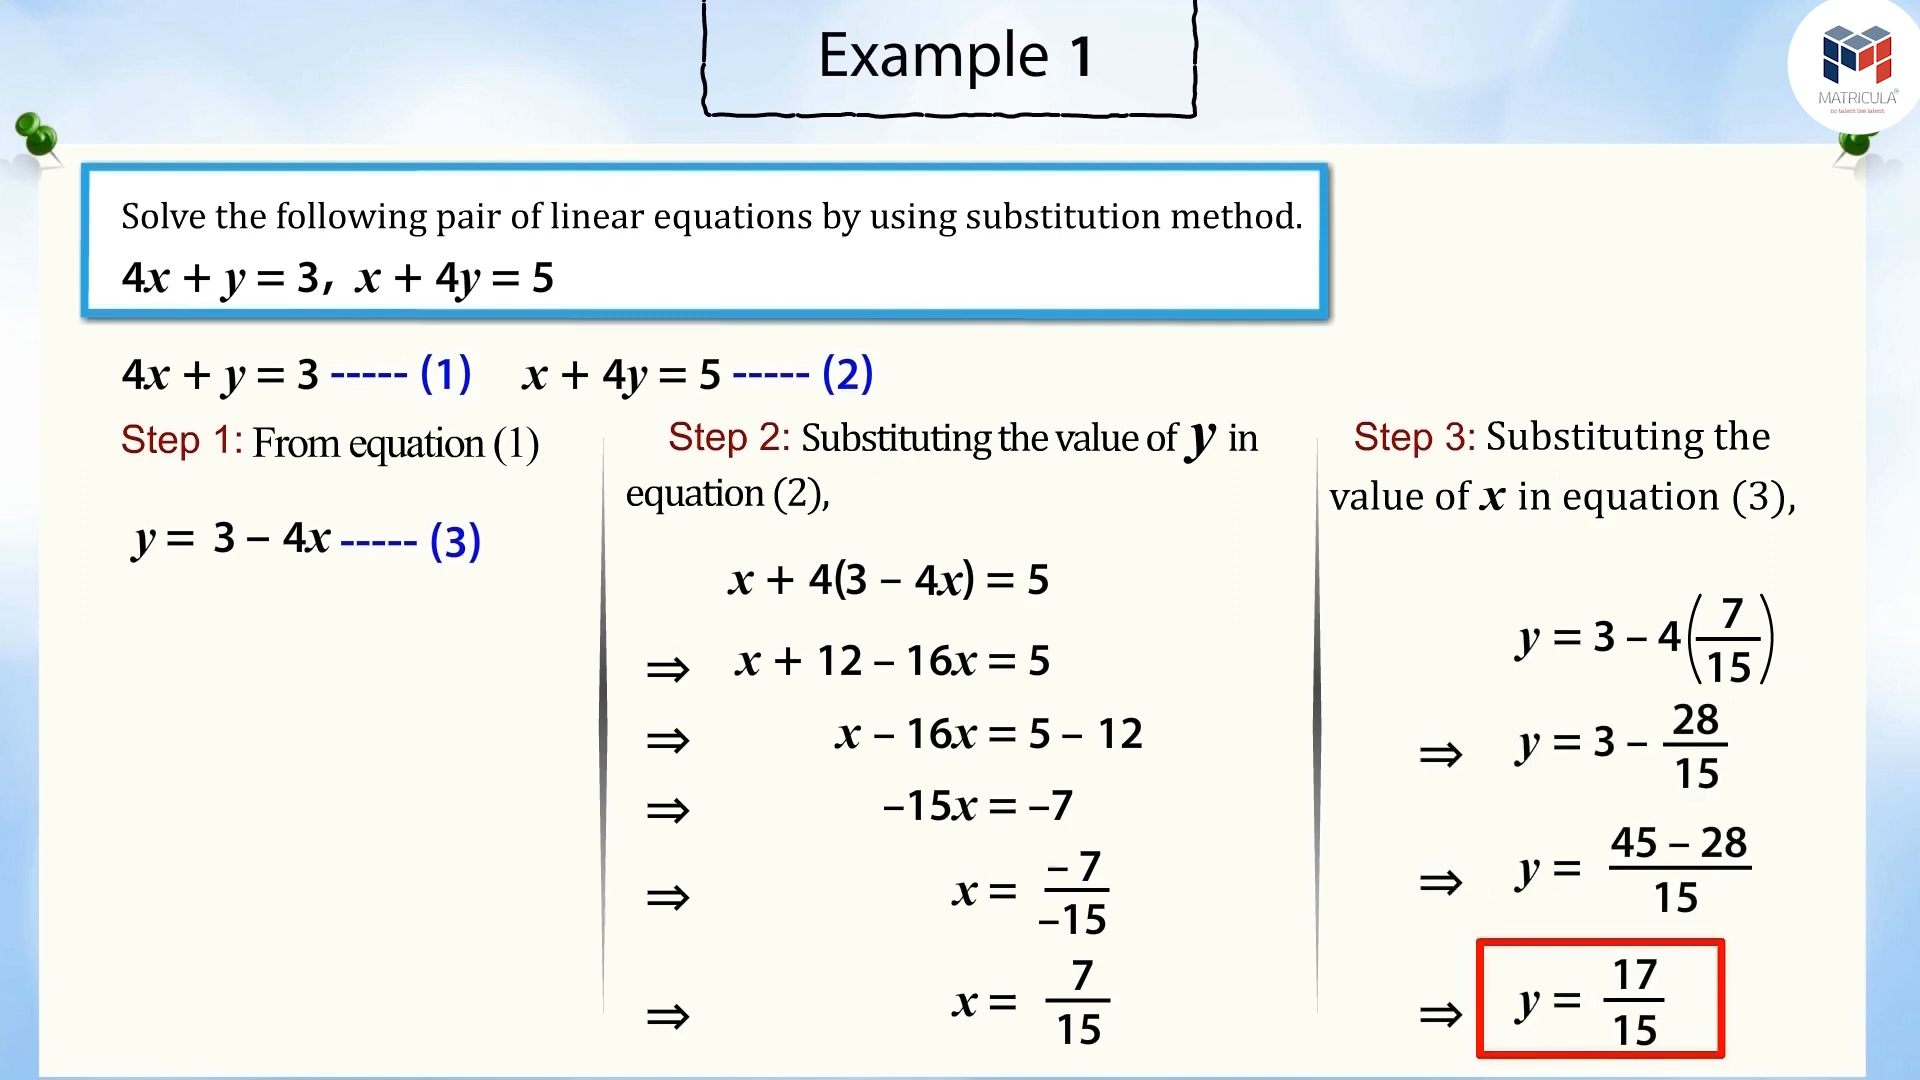 Example 1
MATRICULA®
no talent lies latent
Solve the following pair of linear equations by using substitution method.
4x + y = 3, x + 4y = 5
4x + y = 3 ----- (1) x + 4y = 5 ----- (2)
Step 1: From equation (1)
y = 3 – 4x ----- (3)
Step 2: Substituting the value of y in
equation (2),
x + 4(3 – 4x) = 5
⇒ x + 12 – 16x = 5
⇒ x – 16x = 5 – 12
⇒ –15x = –7
⇒ x = – 7/–15
⇒ x = 7/15
Step 3: Substituting the
value of x in equation (3),
y = 3 – 4(7/15)
⇒ y = 3 – 28/15
⇒ y = 45 – 28/15
⇒ y = 17/15